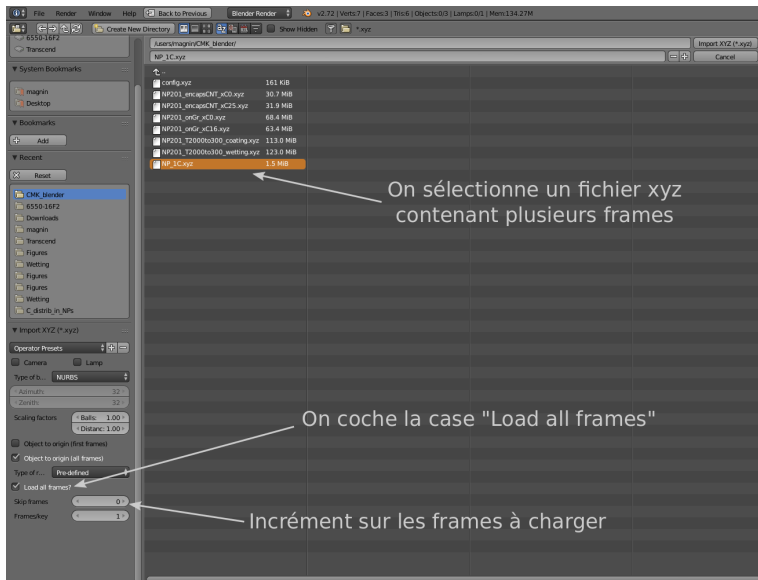 File Render Window Help Back to Previous Blender Render v2.72 | Verts:7 | Faces:3 | Tris:6 | Objects:0/3 | Lamps:0/1 | Mem:134.27M
Create New Directory Show Hidden *.xyz
6550-16F2
Transcend
/users/magnin/CMK_blender/ Import XYZ (*.xyz)
NP_1C.xyz Cancel
System Bookmarks
magnin
Desktop
Bookmarks
Add
Recent
Reset
CMK_blender
6550-16F2
Downloads
magnin
Transcend
Figures
Wetting
Figures
Figures
Wetting
C_distrib_in_NPs
..
config.xyz 161 KiB
NP201_encapsCNT_xC0.xyz 30.7 MiB
NP201_encapsCNT_xC25.xyz 31.9 MiB
NP201_onGr_xC0.xyz 68.4 MiB
NP201_onGr_xC16.xyz 63.4 MiB
NP201_T2000to300_coating.xyz 113.0 MiB
NP201_T2000to300_wetting.xyz 123.0 MiB
NP_1C.xyz 1.5 MiB
On sélectionne un fichier xyz
contenant plusieurs frames
Import XYZ (*.xyz)
Operator Presets
Camera Lamp
Type of b... NURBS
Azimuth: 32
Zenith: 32
Scaling factors Balls: 1.00
Distanc: 1.00
Object to origin (first frames)
Object to origin (all frames)
Type of r... Pre-defined
Load all frames?
Skip frames 0
Frames/key 1
On coche la case "Load all frames"
Incrément sur les frames à charger